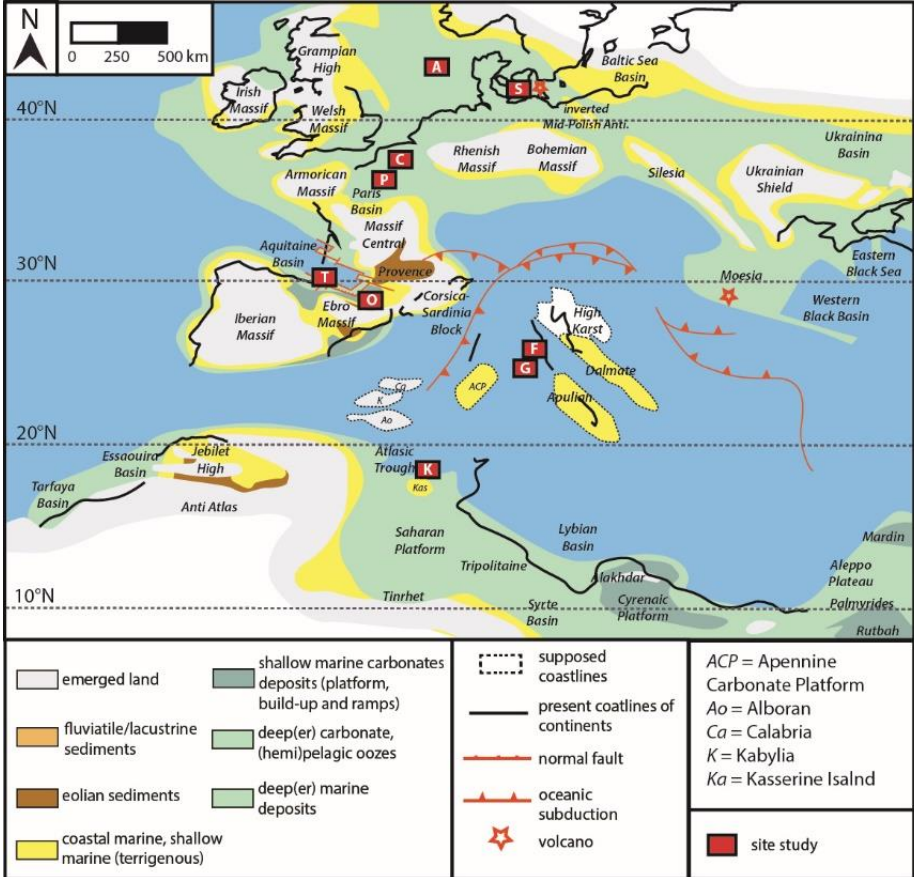 N
0 250 500 km
Grampian
High
Irish
Massif
Welsh
Massif
A
S
Baltic Sea
Basin
40°N
inverted
Mid-Polish Anti.
C
P
Armorican
Massif
Paris
Basin
Rhenish
Massif
Bohemian
Massif
Silesia
Ukrainina
Basin
Ukrainian
Shield
Massif
Central
Aquitaine
Basin
30°N
T
O
Provence
Ebro
Massif
Iberian
Massif
Corsica-
Sardinia
Block
High
Karst
F
G
Dalmate
Apulian
ACP
Moesia
Eastern
Black Sea
Western
Black Basin
Ca
K
Ao
20°N
Essaouira
Basin
Jebilet
High
Tarfaya
Basin
Anti Atlas
Atlasic
Trough
K
Kas
Saharan
Platform
Tripolitaine
Lybian
Basin
Alakhdar
Cyrenaic
Platform
Mardin
Aleppo
Plateau
Palmyrides
Rutbah
10°N
Tinrhet
Syrte
Basin
emerged land
fluviatile/lacustrine
sediments
eolian sediments
coastal marine, shallow
marine (terrigenous)
shallow marine carbonates
deposits (platform,
build-up and ramps)
deep(er) carbonate,
(hemi)pelagic oozes
deep(er) marine
deposits
supposed
coastlines
present coatlines of
continents
normal fault
oceanic
subduction
volcano
ACP = Apennine
Carbonate Platform
Ao = Alboran
Ca = Calabria
K = Kabylia
Ka = Kasserine Isalnd
site study